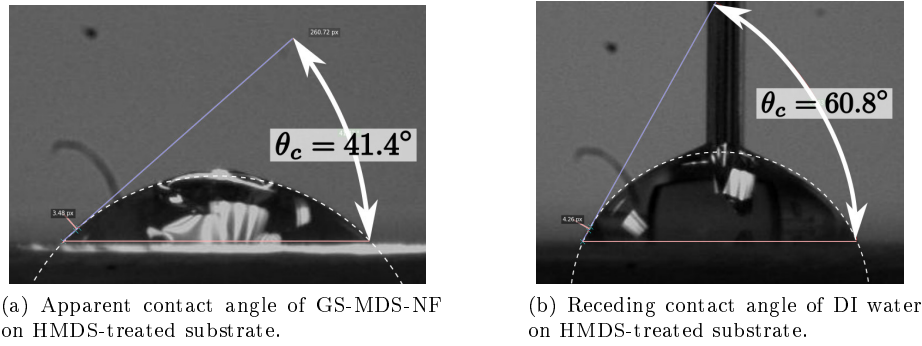 260.72 px
θc = 41.4°
3.48 px
θc = 60.8°
4.26 px
(a) Apparent contact angle of GS-MDS-NF
on HMDS-treated substrate.
(b) Receding contact angle of DI water
on HMDS-treated substrate.